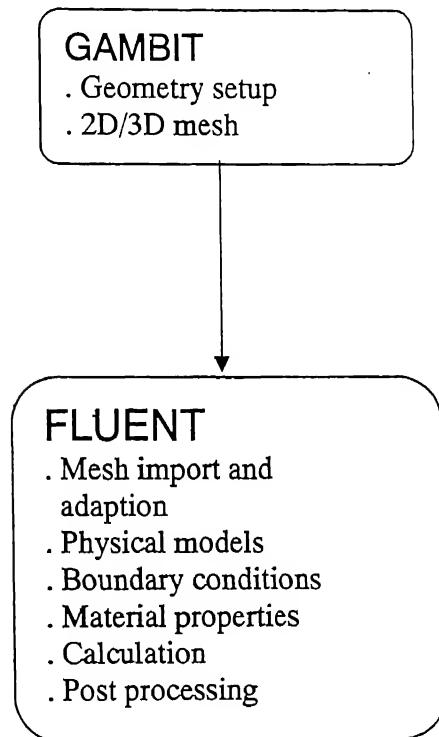 GAMBIT
. Geometry setup
. 2D/3D mesh
FLUENT
. Mesh import and
adaption
. Physical models
. Boundary conditions
. Material properties
. Calculation
. Post processing